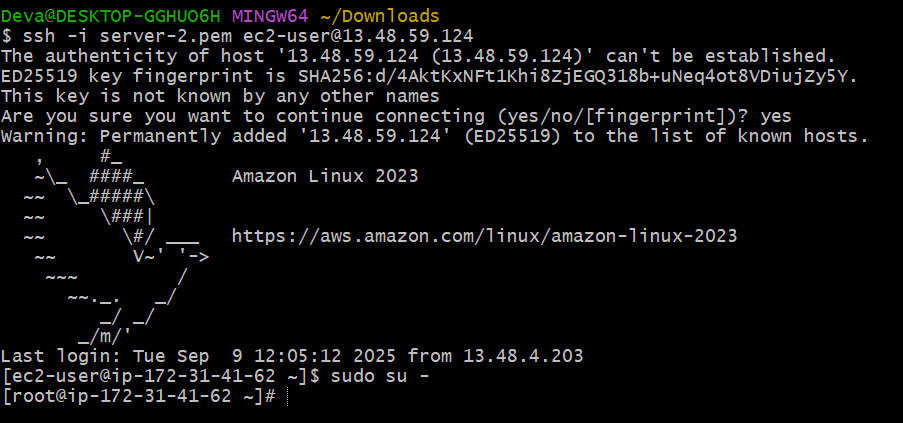 Deva@DESKTOP-GGHUO6H MINGW64 ~/Downloads
$ ssh -i server-2.pem ec2-user@13.48.59.124
The authenticity of host '13.48.59.124 (13.48.59.124)' can't be established.
ED25519 key fingerprint is SHA256:d/4AktKxNFt1Khi8ZjEGQ318b+uNeq4ot8VDiujZy5Y.
This key is not known by any other names
Are you sure you want to continue connecting (yes/no/[fingerprint])? yes
Warning: Permanently added '13.48.59.124' (ED25519) to the list of known hosts.
   ,     #_
   ~\_  ####_        Amazon Linux 2023
  ~~  \_#####\
  ~~     \###|
  ~~       \#/ ___   https://aws.amazon.com/linux/amazon-linux-2023
   ~~       V~' '->
    ~~~         /
      ~~._.   _/
         _/ _/
       _/m/'
Last login: Tue Sep  9 12:05:12 2025 from 13.48.4.203
[ec2-user@ip-172-31-41-62 ~]$ sudo su -
[root@ip-172-31-41-62 ~]#